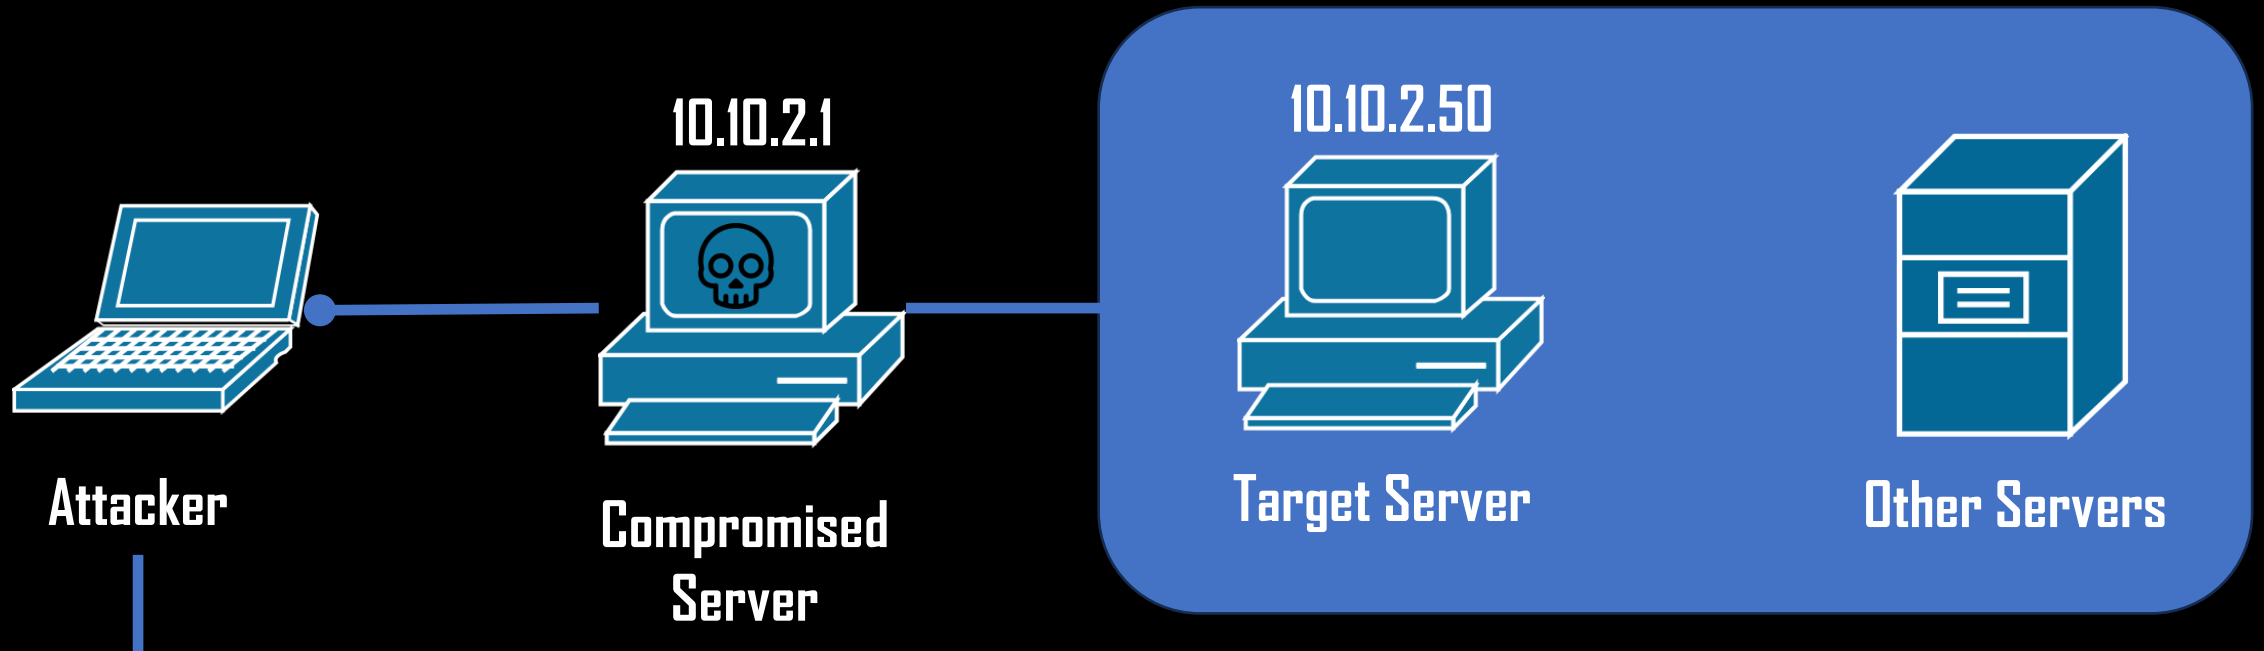 10.10.2.1
10.10.2.50
Attacker
Compromised
Server
Target Server
Other Servers